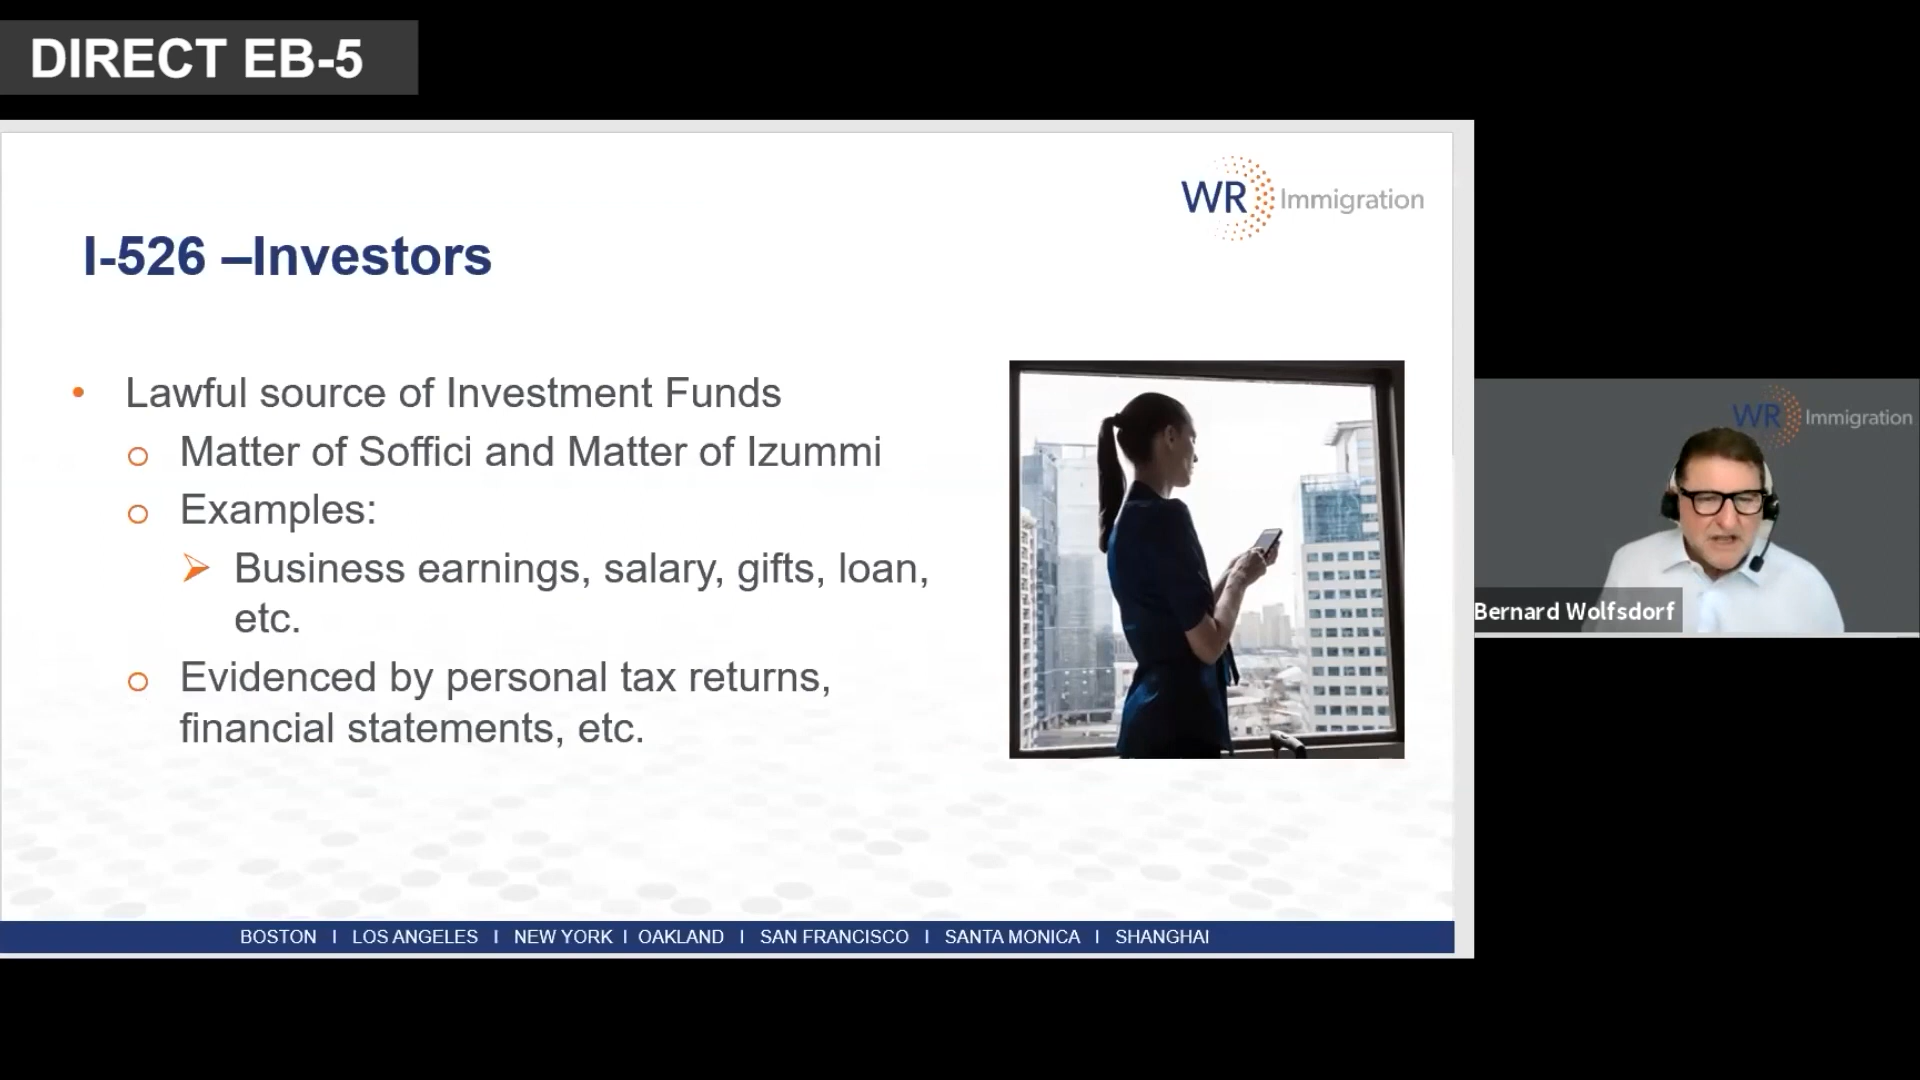 DIRECT EB-5
WR Immigration
I-526 –Investors
• Lawful source of Investment Funds
o Matter of Soffici and Matter of Izummi
o Examples:
➢ Business earnings, salary, gifts, loan,
etc.
o Evidenced by personal tax returns,
financial statements, etc.
WR Immigration
Bernard Wolfsdorf
BOSTON I LOS ANGELES I NEW YORK I OAKLAND I SAN FRANCISCO I SANTA MONICA I SHANGHAI